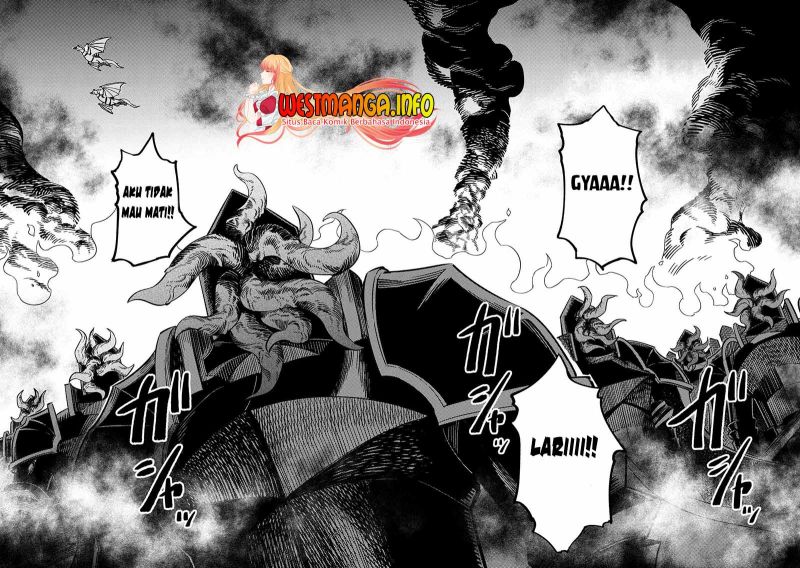 WESTMANGA.INFO
Situs Baca Komik Berbahasa Indonesia
GYAAA!!
AKU TIDAK
MAU MATI!!
ガシャッ
ガシャッ
ガシャッ
LARIIII!!